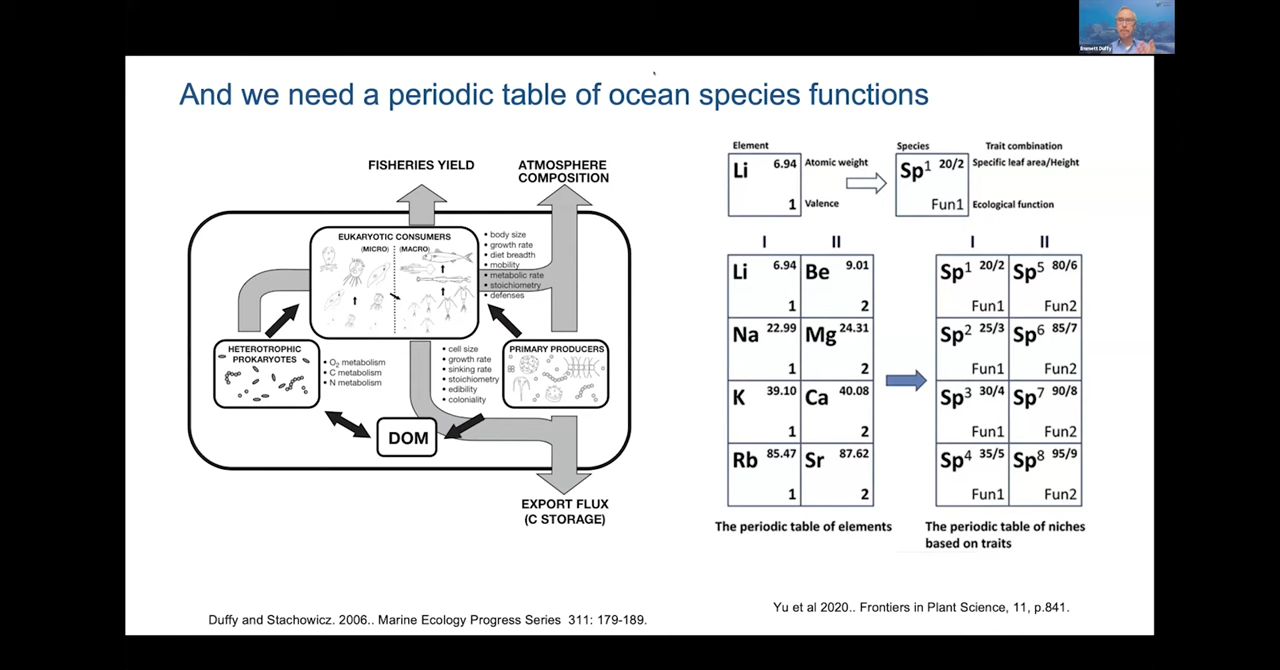 Emmett Duffy
And we need a periodic table of ocean species functions
FISHERIES YIELD
ATMOSPHERE
COMPOSITION
EUKARYOTIC CONSUMERS
(MICRO)
(MACRO)
• body size
• growth rate
• diet breadth
• mobility
• metabolic rate
• stoichiometry
• defenses
HETEROTROPHIC
PROKARYOTES
• O2 metabolism
• C metabolism
• N metabolism
• cell size
• growth rate
• sinking rate
• stoichiometry
• edibility
• coloniality
PRIMARY PRODUCERS
DOM
EXPORT FLUX
(C STORAGE)
Duffy and Stachowicz. 2006.. Marine Ecology Progress Series 311: 179-189.
Element
Li 6.94 Atomic weight
1 Valence
Species Trait combination
Sp1 20/2 Specific leaf area/Height
Fun1 Ecological function
I II
Li 6.94 Be 9.01
1 2
Na 22.99 Mg 24.31
1 2
K 39.10 Ca 40.08
1 2
Rb 85.47 Sr 87.62
1 2
The periodic table of elements
I II
Sp1 20/2 Sp5 80/6
Fun1 Fun2
Sp2 25/3 Sp6 85/7
Fun1 Fun2
Sp3 30/4 Sp7 90/8
Fun1 Fun2
Sp4 35/5 Sp8 95/9
Fun1 Fun2
The periodic table of niches
based on traits
Yu et al 2020.. Frontiers in Plant Science, 11, p.841.